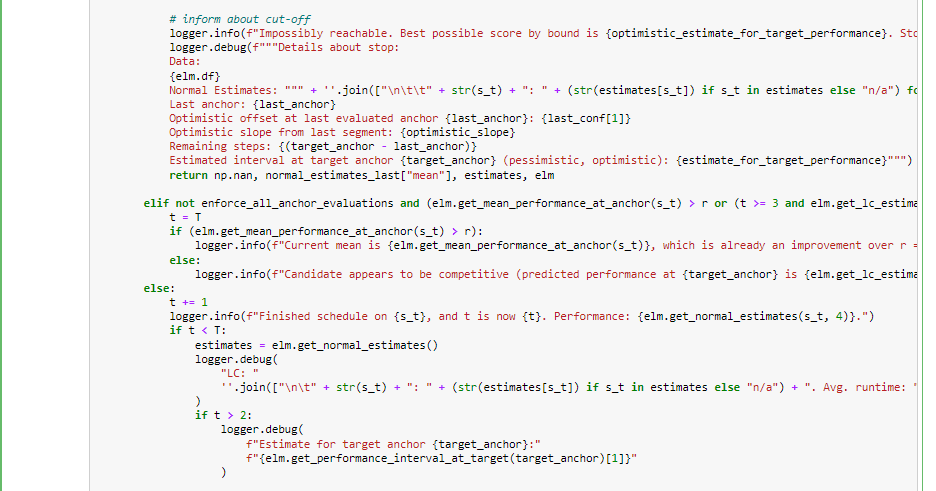 # inform about cut-off
logger.info(f"Impossibly reachable. Best possible score by bound is {optimistic_estimate_for_target_performance}. Sto
logger.debug(f"""Details about stop:
Data:
{elm.df}
Normal Estimates: """ + ''.join(["\n\t\t" + str(s_t) + ": " + (str(estimates[s_t]) if s_t in estimates else "n/a") fo
Last anchor: {last_anchor}
Optimistic offset at last evaluated anchor {last_anchor}: {last_conf[1]}
Optimistic slope from last segment: {optimistic_slope}
Remaining steps: {(target_anchor - last_anchor)}
Estimated interval at target anchor {target_anchor} (pessimistic, optimistic): {estimate_for_target_performance}""")
return np.nan, normal_estimates_last["mean"], estimates, elm
elif not enforce_all_anchor_evaluations and (elm.get_mean_performance_at_anchor(s_t) > r or (t >= 3 and elm.get_lc_estima
t = T
if (elm.get_mean_performance_at_anchor(s_t) > r):
logger.info(f"Current mean is {elm.get_mean_performance_at_anchor(s_t)}, which is already an improvement over r =
else:
logger.info(f"Candidate appears to be competitive (predicted performance at {target_anchor} is {elm.get_lc_estima
else:
t += 1
logger.info(f"Finished schedule on {s_t}, and t is now {t}. Performance: {elm.get_normal_estimates(s_t, 4)}.")
if t < T:
estimates = elm.get_normal_estimates()
logger.debug(
"LC: "
''.join(["\n\t" + str(s_t) + ": " + (str(estimates[s_t]) if s_t in estimates else "n/a") + ". Avg. runtime: "
)
if t > 2:
logger.debug(
f"Estimate for target anchor {target_anchor}:"
f"{elm.get_performance_interval_at_target(target_anchor)[1]}"
)